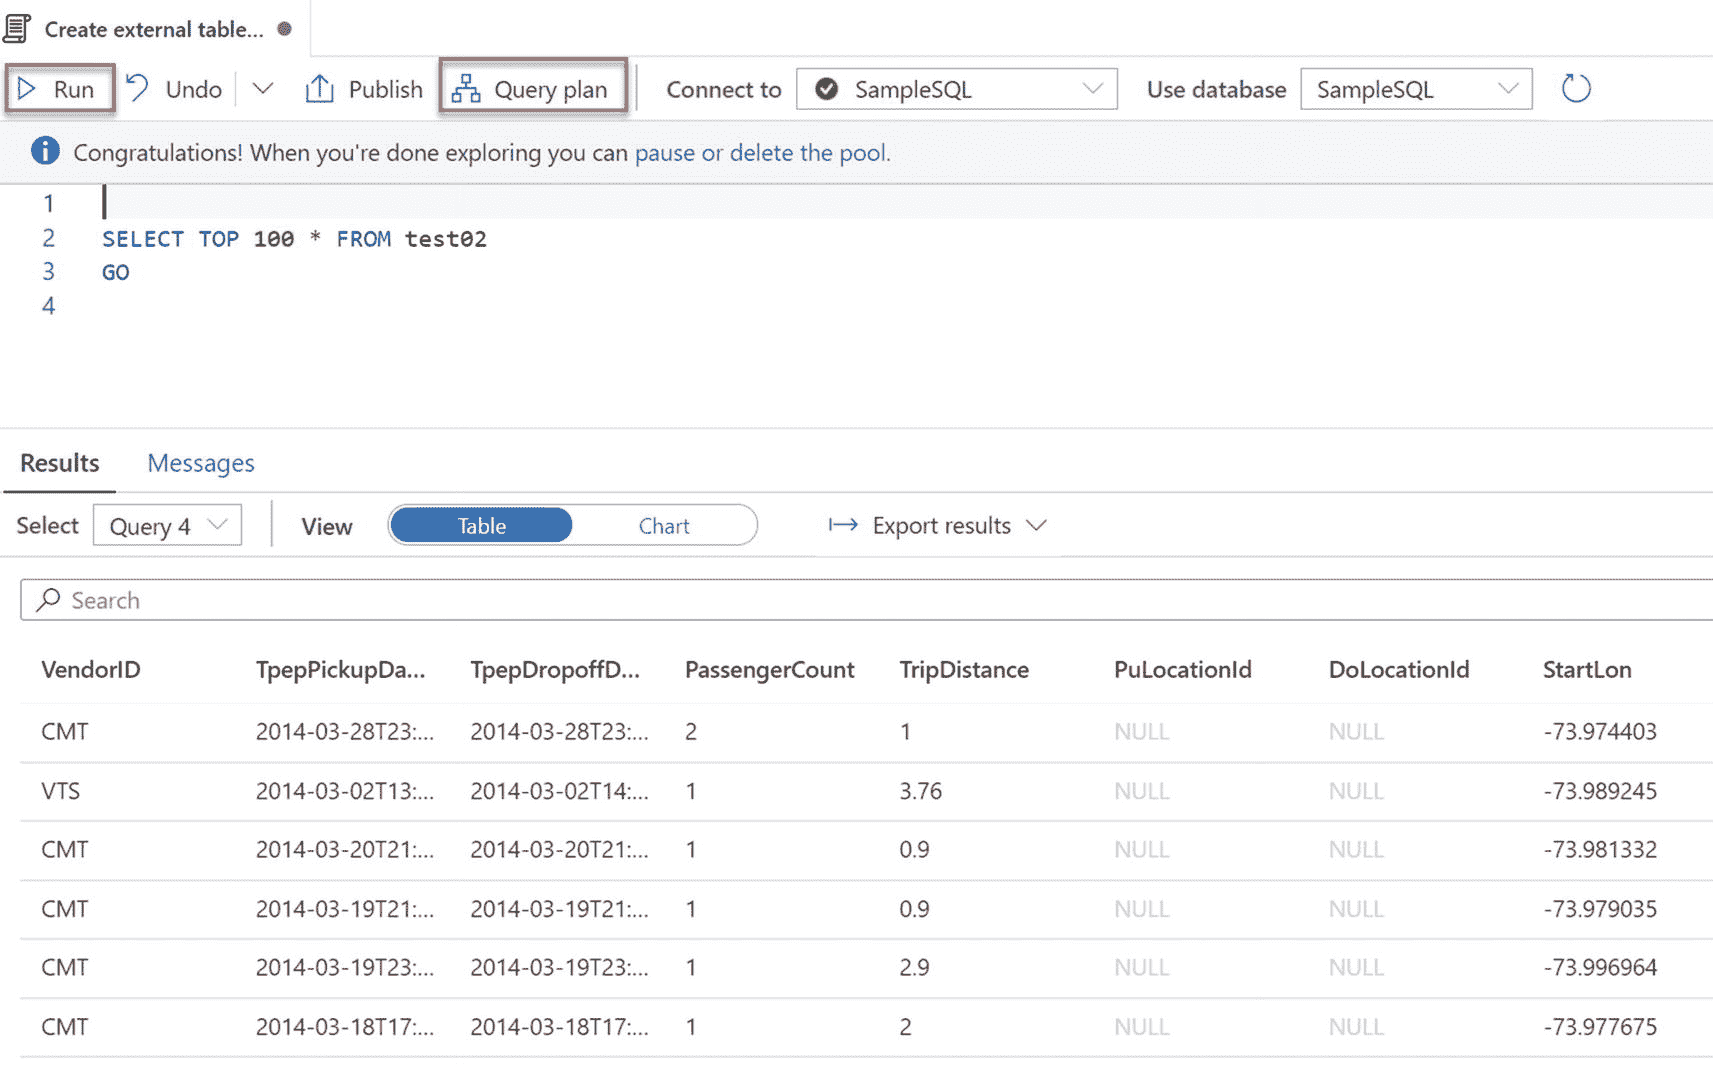 Create external table...
Run Undo Publish Query plan Connect to SampleSQL Use database SampleSQL
Congratulations! When you're done exploring you can pause or delete the pool.
1
2 SELECT TOP 100 * FROM test02
3 GO
4
Results Messages
Select Query 4 View Table Chart Export results
Search
VendorID TpepPickupDa... TpepDropoffD... PassengerCount TripDistance PuLocationId DoLocationId StartLon
CMT 2014-03-28T23:... 2014-03-28T23:... 2 1 NULL NULL -73.974403
VTS 2014-03-02T13:... 2014-03-02T14:... 1 3.76 NULL NULL -73.989245
CMT 2014-03-20T21:... 2014-03-20T21:... 1 0.9 NULL NULL -73.981332
CMT 2014-03-19T21:... 2014-03-19T21:... 1 0.9 NULL NULL -73.979035
CMT 2014-03-19T23:... 2014-03-19T23:... 1 2.9 NULL NULL -73.996964
CMT 2014-03-18T17:... 2014-03-18T17:... 1 2 NULL NULL -73.977675